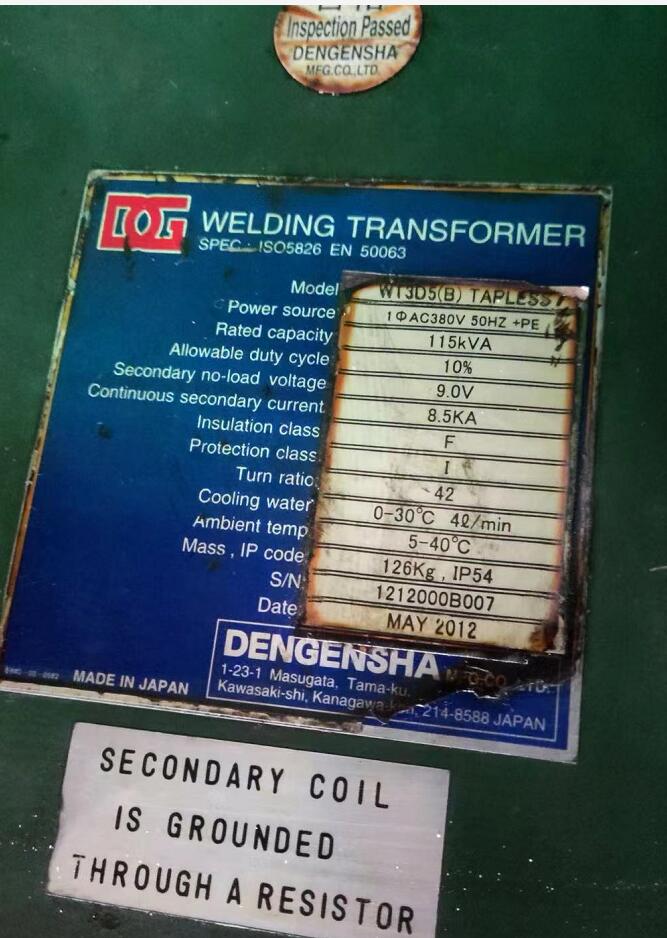 Inspection Passed
DENGENSHA
MFG.CO.,LTD.
DG WELDING TRANSFORMER
SPEC : ISO5826 EN 50063
Model WT3D5(B) TAPLESS
Power source 1ΦAC380V 50HZ +PE
Rated capacity 115kVA
Allowable duty cycle 10%
Secondary no-load voltage 9.0V
Continuous secondary current 8.5KA
Insulation class F
Protection class I
Turn ratio 42
Cooling water 0-30℃ 4ℓ/min
Ambient temp 5-40℃
Mass , IP code 126Kg , IP54
S/N 1212000B007
Date MAY 2012
DENGENSHA MFG.CO.,LTD.
1-23-1 Masugata, Tama-ku,
Kawasaki-shi, Kanagawa-ken, 214-8588 JAPAN
MADE IN JAPAN
SECONDARY COIL
IS GROUNDED
THROUGH A RESISTOR